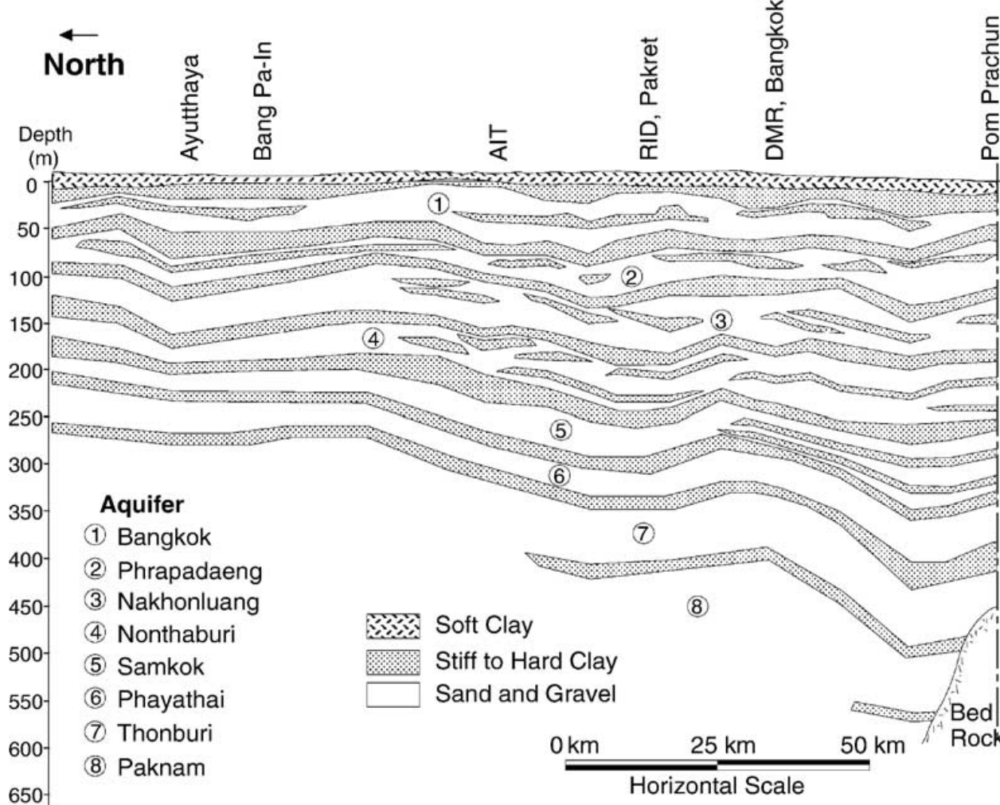 North
Ayutthaya
Bang Pa-In
AIT
RID, Pakret
DMR, Bangkok
Pom Prachun
Depth
(m)
0
50
100
150
200
250
300
350
400
450
500
550
600
650
①
②
③
④
⑤
⑥
⑦
⑧
Aquifer
① Bangkok
② Phrapadaeng
③ Nakhonluang
④ Nonthaburi
⑤ Samkok
⑥ Phayathai
⑦ Thonburi
⑧ Paknam
Soft Clay
Stiff to Hard Clay
Sand and Gravel
0 km 25 km 50 km
Horizontal Scale
Bed
Rock